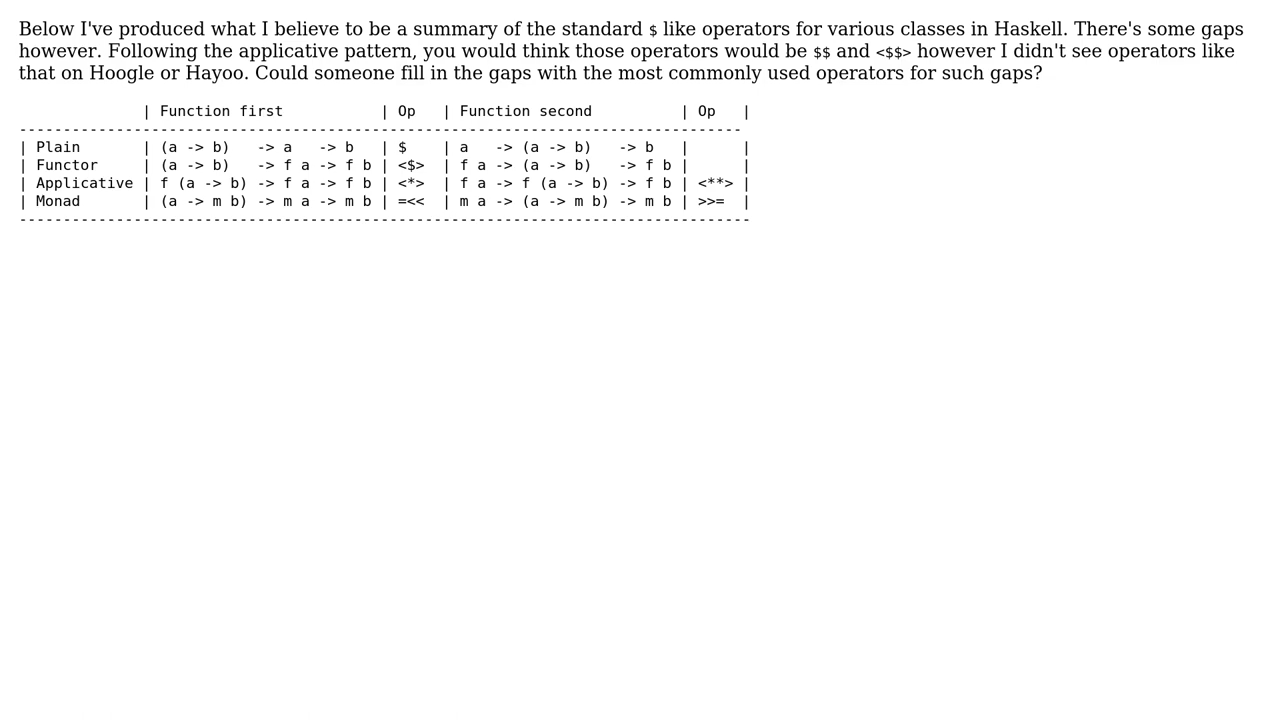 Below I've produced what I believe to be a summary of the standard $ like operators for various classes in Haskell. There's some gaps
however. Following the applicative pattern, you would think those operators would be $$ and <$$> however I didn't see operators like
that on Hoogle or Hayoo. Could someone fill in the gaps with the most commonly used operators for such gaps?
              | Function first           | Op   | Function second          | Op   |
----------------------------------------------------------------------------------
| Plain       | (a -> b)   -> a   -> b   | $    | a   -> (a -> b)   -> b   |      |
| Functor     | (a -> b)   -> f a -> f b | <$>  | f a -> (a -> b)   -> f b |      |
| Applicative | f (a -> b) -> f a -> f b | <*>  | f a -> f (a -> b) -> f b | <**> |
| Monad       | (a -> m b) -> m a -> m b | =<<  | m a -> (a -> m b) -> m b | >>=  |
-----------------------------------------------------------------------------------